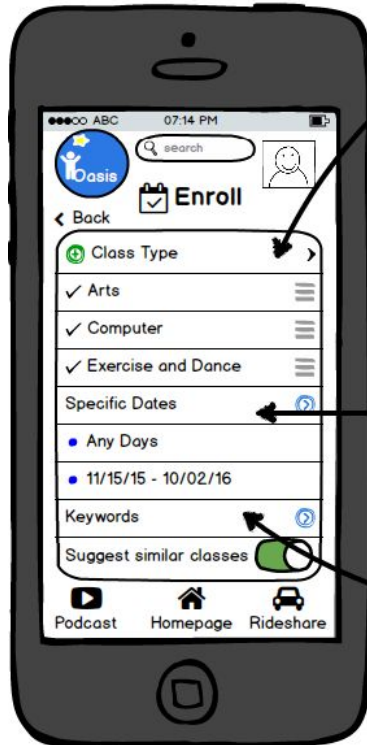 ABC 07:14 PM
Oasis
search
Enroll
Back
Class Type
Arts
Computer
Exercise and Dance
Specific Dates
Any Days
11/15/15 - 10/02/16
Keywords
Suggest similar classes
Podcast Homepage Rideshare